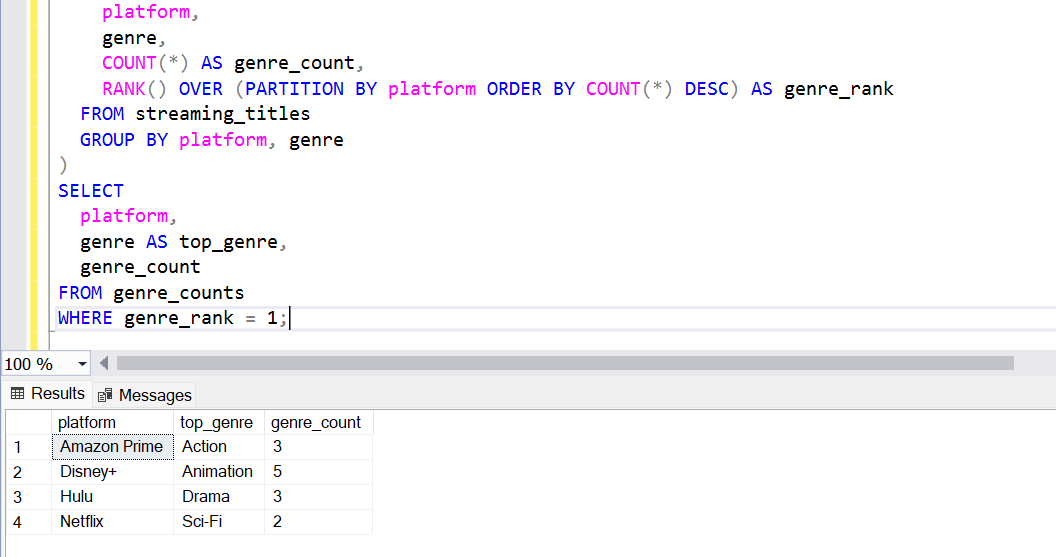 platform,
genre,
COUNT(*) AS genre_count,
RANK() OVER (PARTITION BY platform ORDER BY COUNT(*) DESC) AS genre_rank
FROM streaming_titles
GROUP BY platform, genre
)
SELECT
platform,
genre AS top_genre,
genre_count
FROM genre_counts
WHERE genre_rank = 1;
100 %
Results Messages
platform top_genre genre_count
1 Amazon Prime Action 3
2 Disney+ Animation 5
3 Hulu Drama 3
4 Netflix Sci-Fi 2